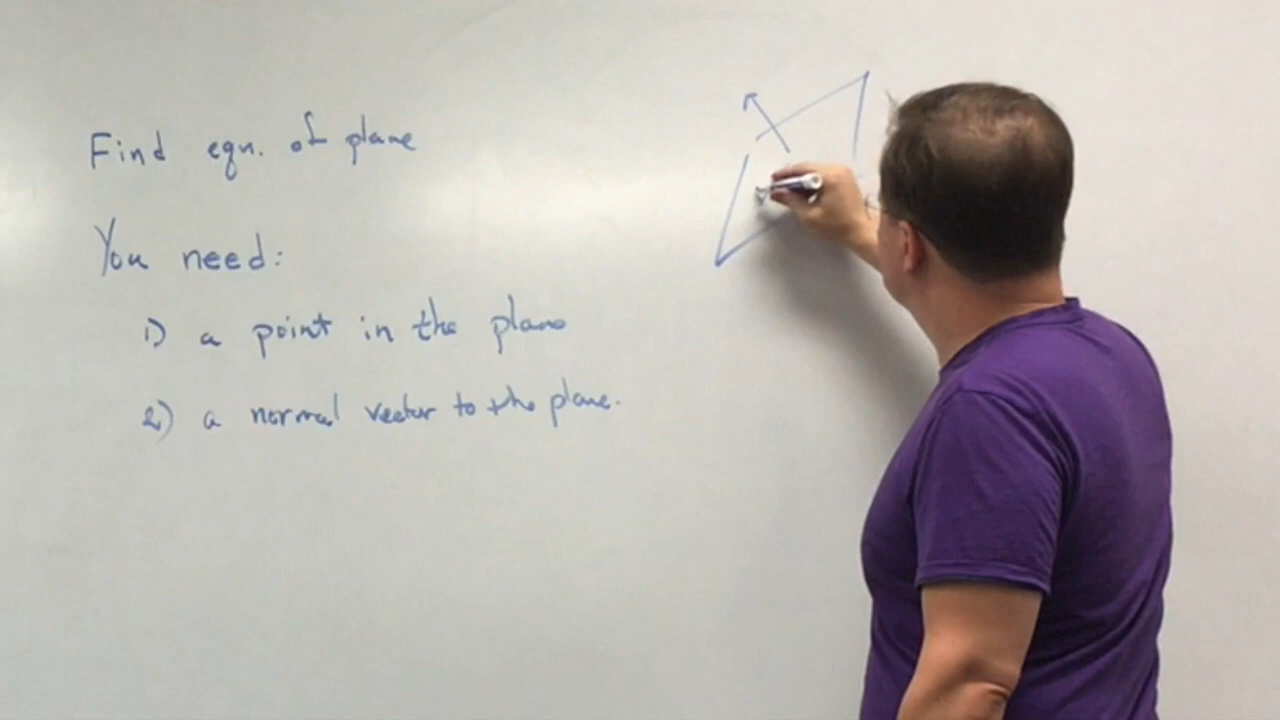 Find eqn. of plane
You need:
1) a point in the plane
2) a normal vector to the plane.